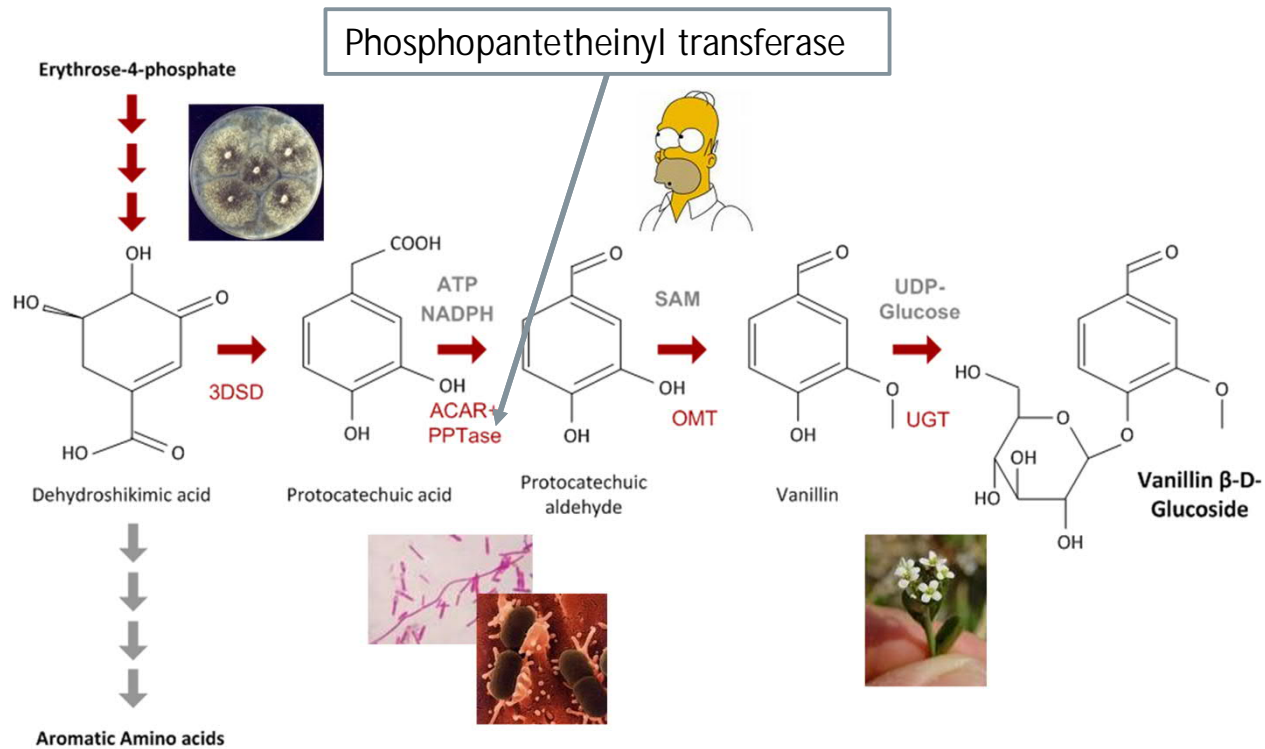 Phosphopantetheinyl transferase
Erythrose-4-phosphate
OH
HO
O
HO
O
Dehydroshikimic acid
3DSD
COOH
OH
OH
Protocatechuic acid
ATP
NADPH
ACAR+
PPTase
O
OH
OH
Protocatechuic
aldehyde
SAM
OMT
O
O
OH
Vanillin
UDP-
Glucose
UGT
O
O
O
HO
O
OH
HO
OH
Vanillin β-D-
Glucoside
Aromatic Amino acids